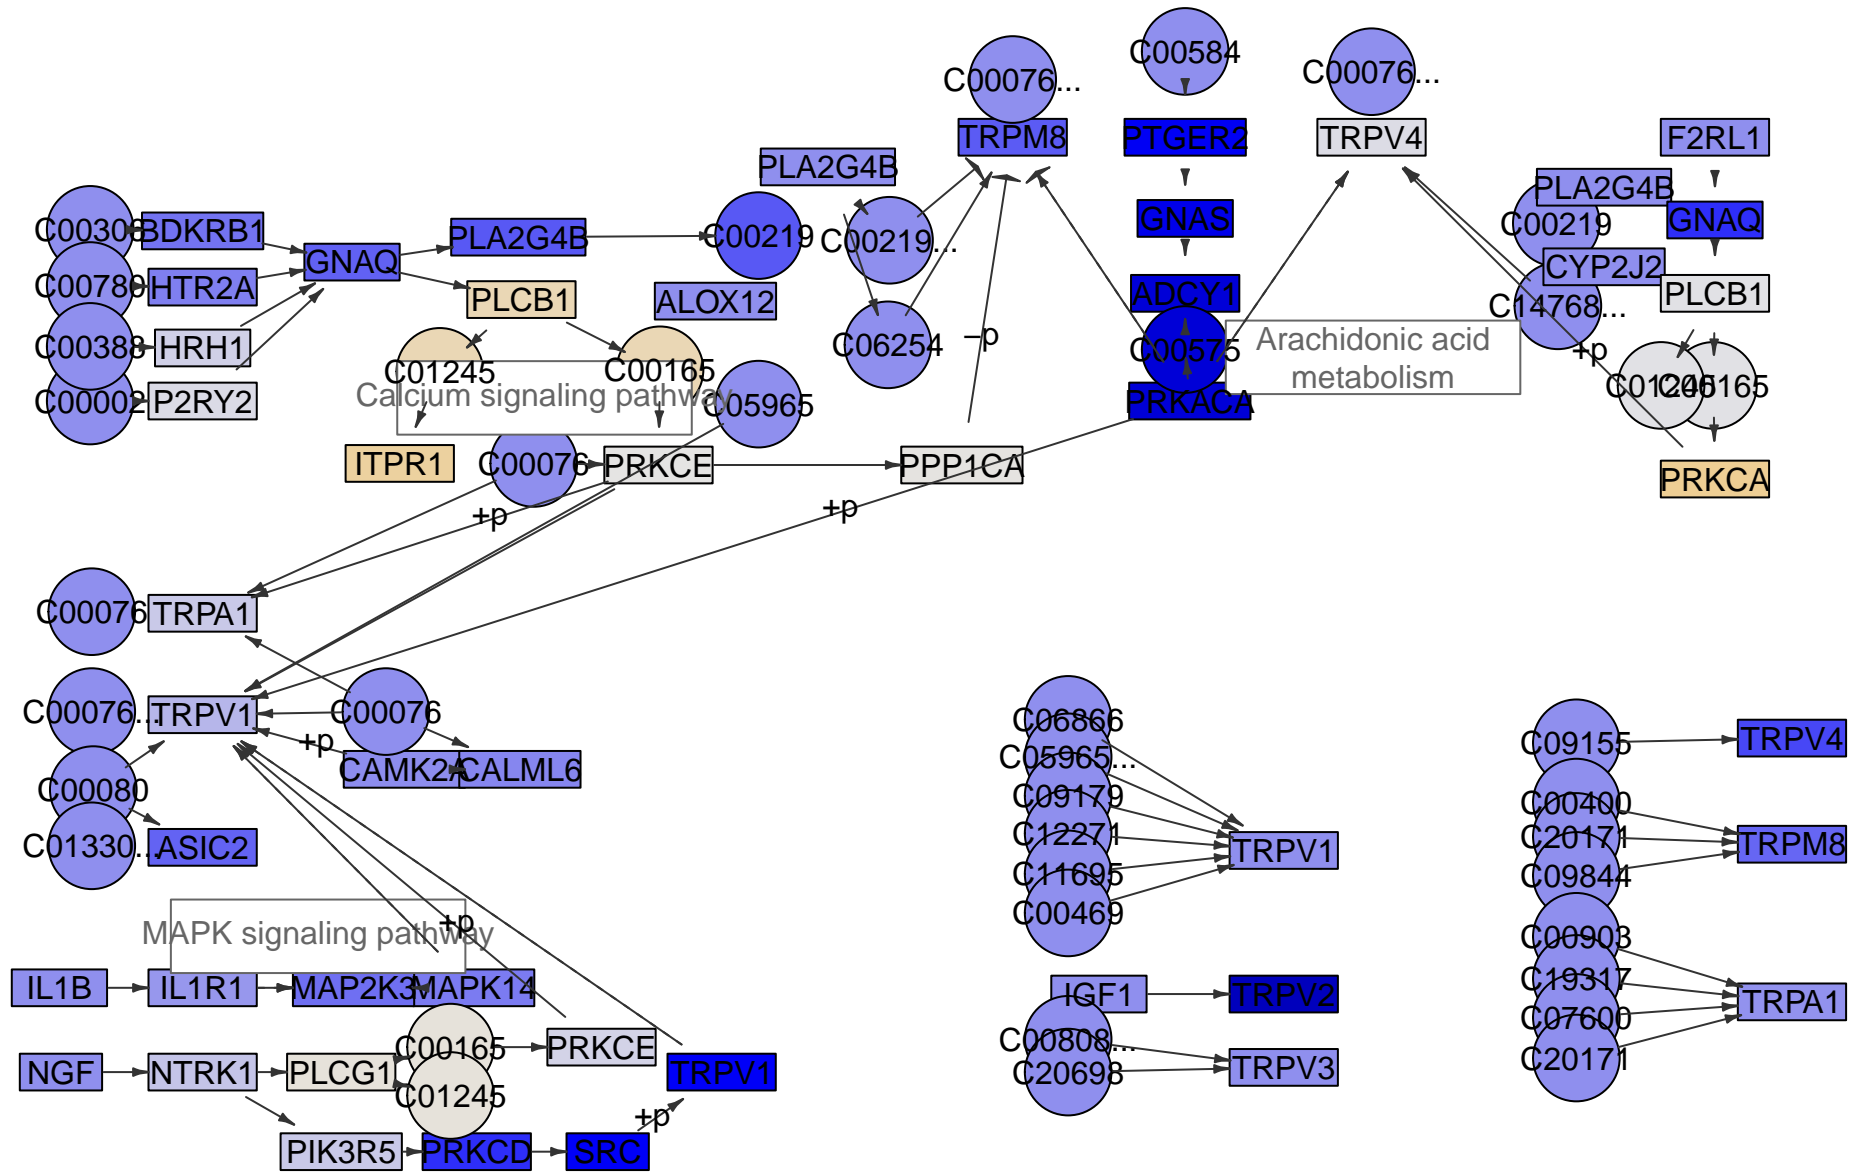 C00584
C00076...
C00076...
TRPM8
PTGER2
TRPV4
F2RL1
PLA2G4B
PLA2G4B
C00219
GNAS
GNAQ
BDKRB1
PLA2G4B
C00219
C00219...
GNAQ
CYP2J2
C00780
HTR2A
PLCB1
ALOX12
ADCY1
PLCB1
C14768...
C00388
HRH1
C06254
–p
C00575
Arachidonic acid
metabolism
+p
C01245
C00165
Calcium signaling pathway
C00002
P2RY2
C05965
PRKACA
C01245
C00165
ITPR1
C00076
PRKCE
PPP1CA
PRKCA
+p
+p
C00076
TRPA1
C00076...
TRPV1
C00076
C06866
C09155
TRPV4
+p
C05965...
CAMK2A
CALML6
C00080
C09179
C00400
C01330...
ASIC2
C12271
TRPV1
C20171
TRPM8
C11695
C09844
C00469
MAPK signaling pathway
+p
C00903
IL1B
IL1R1
MAP2K3
MAPK14
IGF1
TRPV2
C19317
TRPA1
C07600
C00165
PRKCE
C00808...
C20171
NGF
NTRK1
PLCG1
TRPV1
C20698
TRPV3
C01245
+p
PIK3R5
PRKCD
SRC